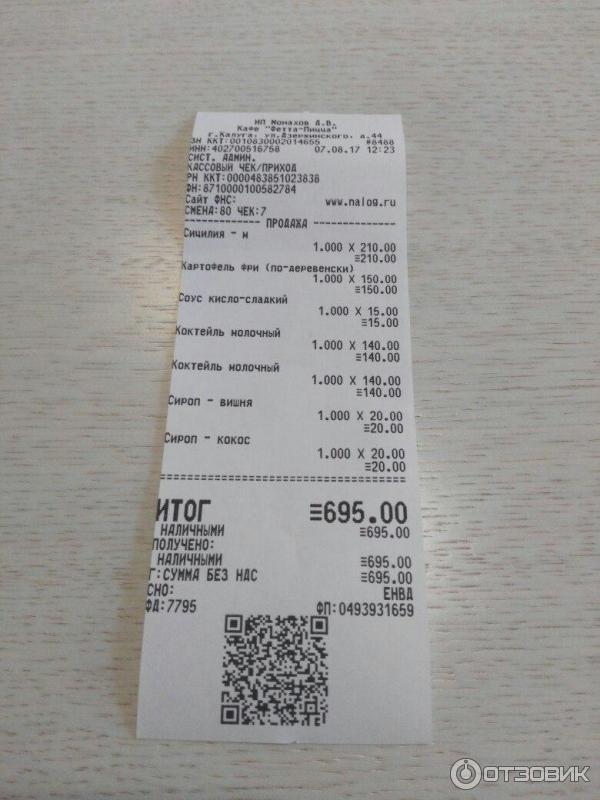 ИП Монахов Д.В.
Кафе "Фетта-Пицца"
г.Калуга, ул.Дзержинского, д.44
ЗН ККТ:0010830002014655 #8488
ИНН:402700516758 07.08.17 12:23
СИСТ. АДМИН.
КАССОВЫЙ ЧЕК/ПРИХОД
РН ККТ:0000483851023838
ФН:8710000100582784
Сайт ФНС: www.nalog.ru
СМЕНА:80 ЧЕК:7
ПРОДАЖА
Сицилия - м
1.000 X 210.00
≡210.00
Картофель фри (по-деревенски)
1.000 X 150.00
≡150.00
Соус кисло-сладкий
1.000 X 15.00
≡15.00
Коктейль молочный
1.000 X 140.00
≡140.00
Коктейль молочный
1.000 X 140.00
≡140.00
Сироп - вишня
1.000 X 20.00
≡20.00
Сироп - кокос
1.000 X 20.00
≡20.00
ИТОГ ≡695.00
НАЛИЧНЫМИ ≡695.00
ПОЛУЧЕНО:
НАЛИЧНЫМИ ≡695.00
Г:СУММА БЕЗ НДС ≡695.00
СНО: ЕНВД
ФД:7795 ФП:0493931659
ОТЗОВИК